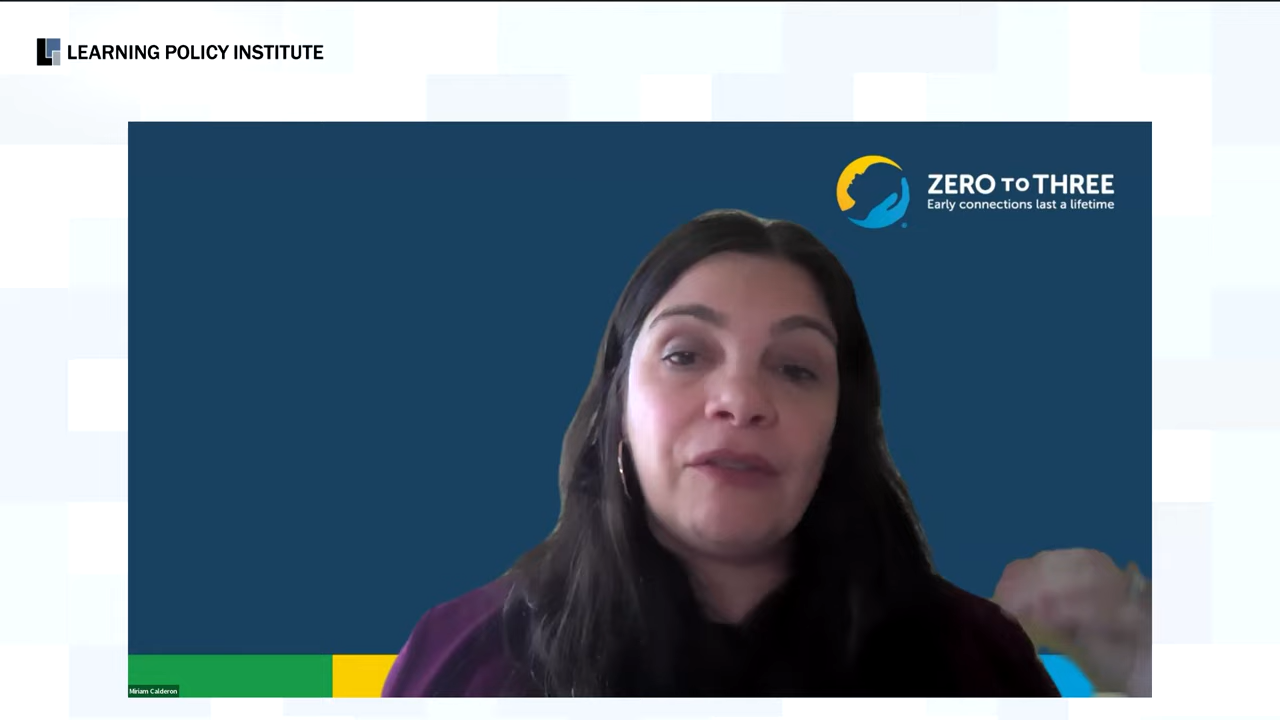 LEARNING POLICY INSTITUTE
ZERO TO THREE
Early connections last a lifetime
Miriam Calderon